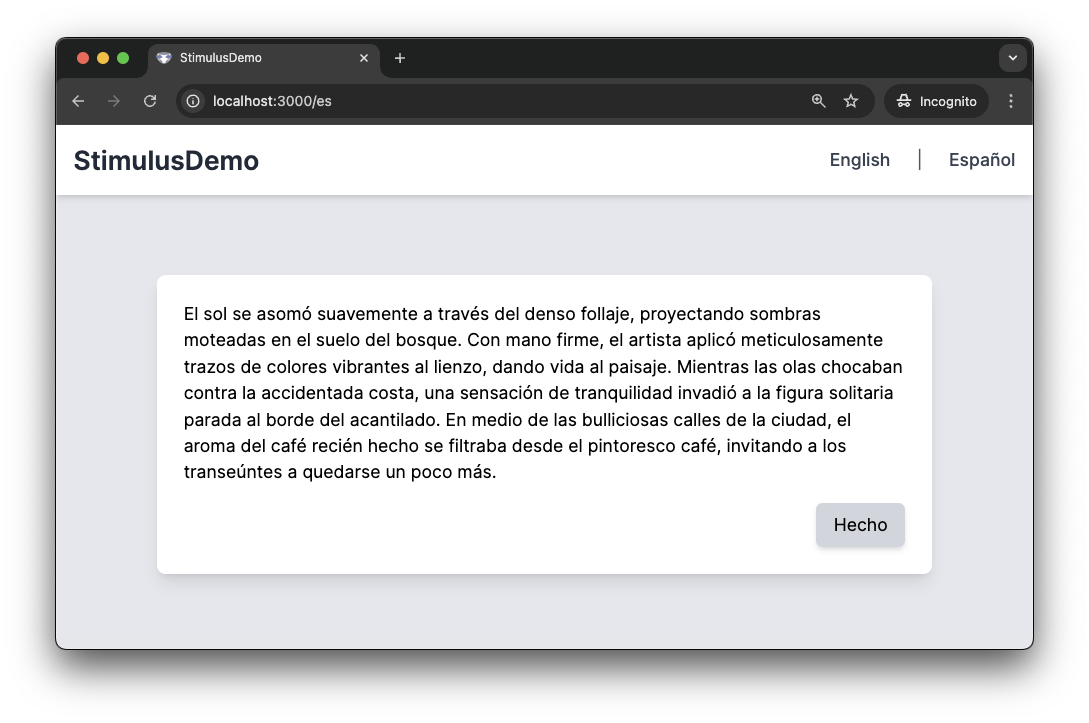 StimulusDemo
localhost:3000/es
Incognito
StimulusDemo
English | Español
El sol se asomó suavemente a través del denso follaje, proyectando sombras
moteadas en el suelo del bosque. Con mano firme, el artista aplicó meticulosamente
trazos de colores vibrantes al lienzo, dando vida al paisaje. Mientras las olas chocaban
contra la accidentada costa, una sensación de tranquilidad invadió a la figura solitaria
parada al borde del acantilado. En medio de las bulliciosas calles de la ciudad, el
aroma del café recién hecho se filtraba desde el pintoresco café, invitando a los
transeúntes a quedarse un poco más.
Hecho